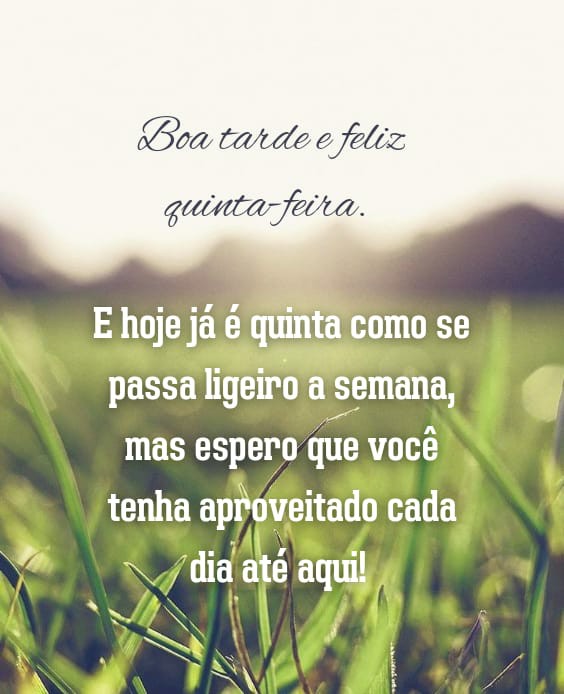 Boa tarde e feliz
quinta-feira.
E hoje já é quinta como se
passa ligeiro a semana,
mas espero que você
tenha aproveitado cada
dia até aqui!